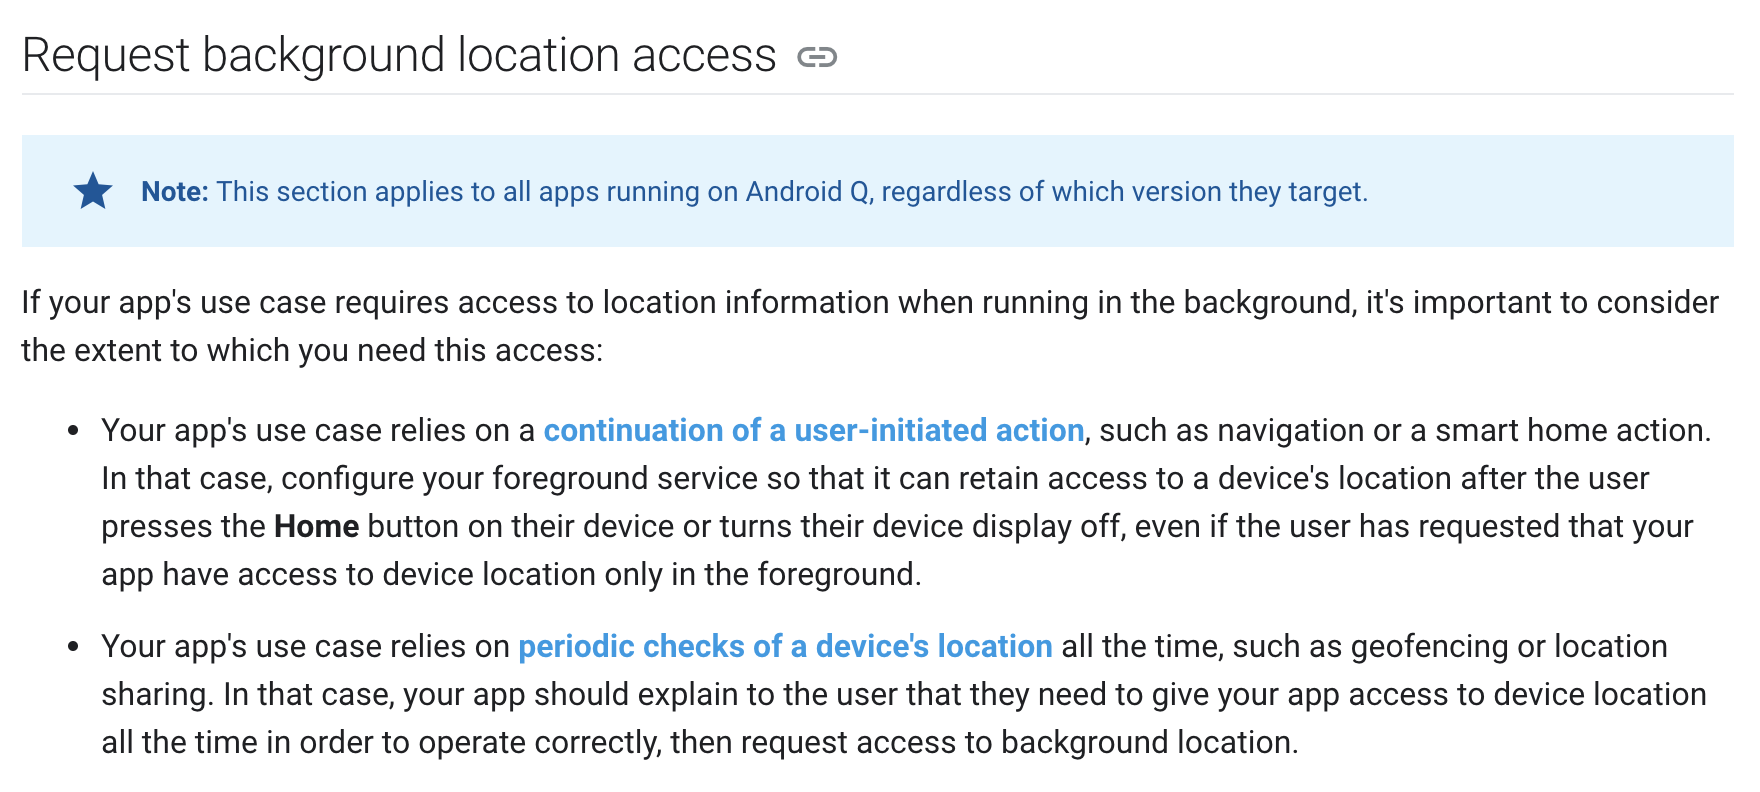 Request background location access
Note: This section applies to all apps running on Android Q, regardless of which version they target.
If your app's use case requires access to location information when running in the background, it's important to consider
the extent to which you need this access:
• Your app's use case relies on a continuation of a user-initiated action, such as navigation or a smart home action.
In that case, configure your foreground service so that it can retain access to a device's location after the user
presses the Home button on their device or turns their device display off, even if the user has requested that your
app have access to device location only in the foreground.
• Your app's use case relies on periodic checks of a device's location all the time, such as geofencing or location
sharing. In that case, your app should explain to the user that they need to give your app access to device location
all the time in order to operate correctly, then request access to background location.